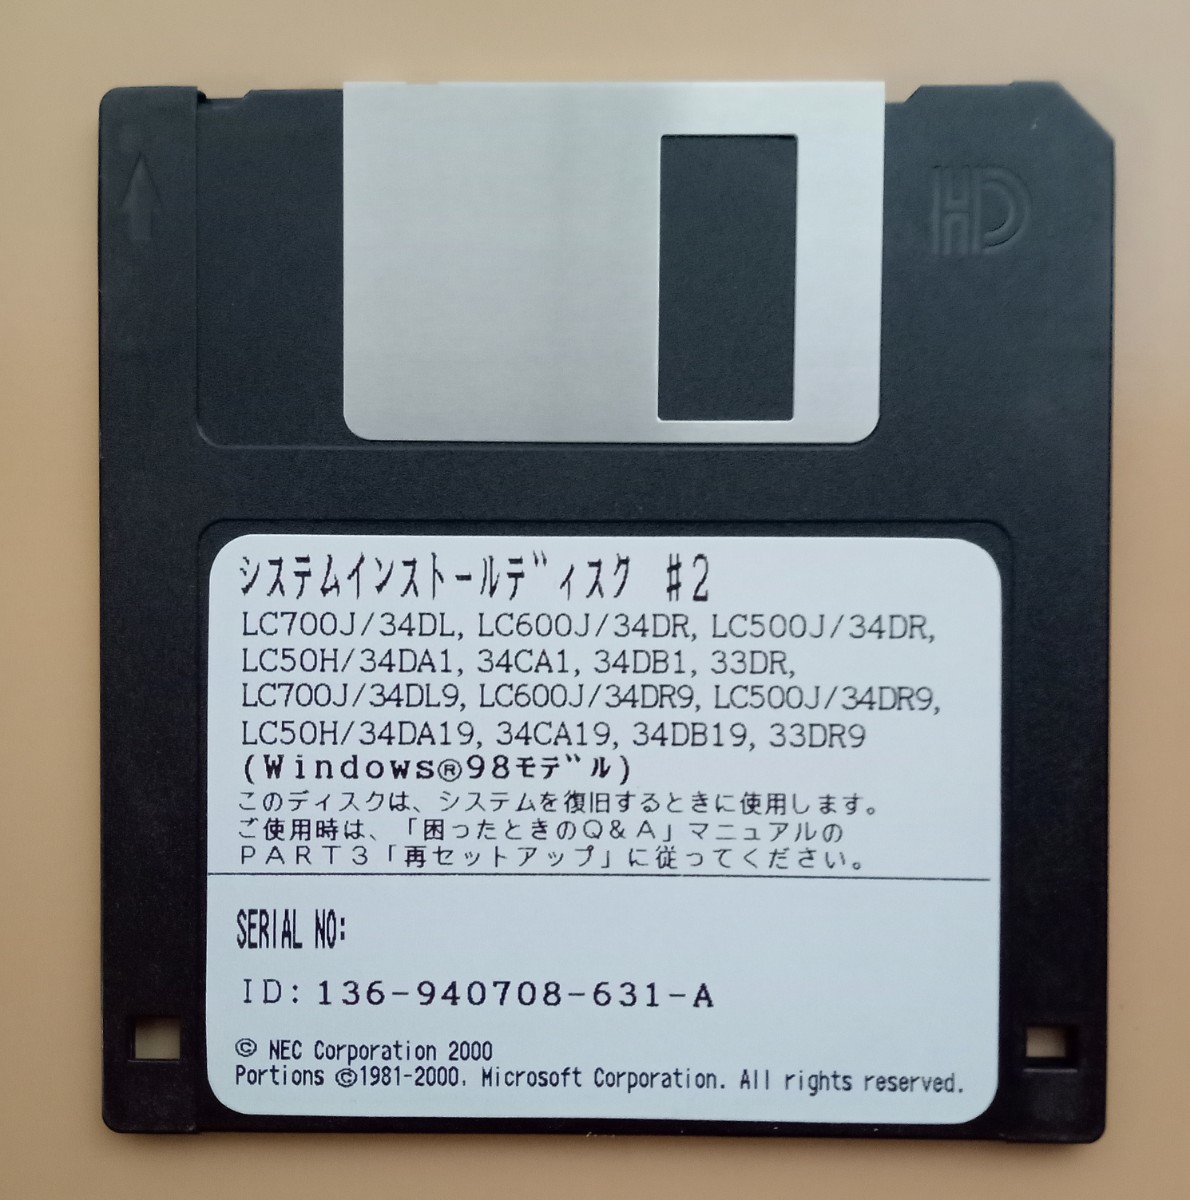 HD
システムインストールディスク #2
LC700J/34DL, LC600J/34DR, LC500J/34DR,
LC50H/34DA1, 34CA1, 34DB1, 33DR,
LC700J/34DL9, LC600J/34DR9, LC500J/34DR9,
LC50H/34DA19, 34CA19, 34DB19, 33DR9
(Windows®98モデル)
このディスクは、システムを復旧するときに使用します。
ご使用時は、「困ったときのQ&A」マニュアルの
PART3「再セットアップ」に従ってください。
SERIAL NO:
ID: 136-940708-631-A
© NEC Corporation 2000
Portions ©1981-2000, Microsoft Corporation. All rights reserved.